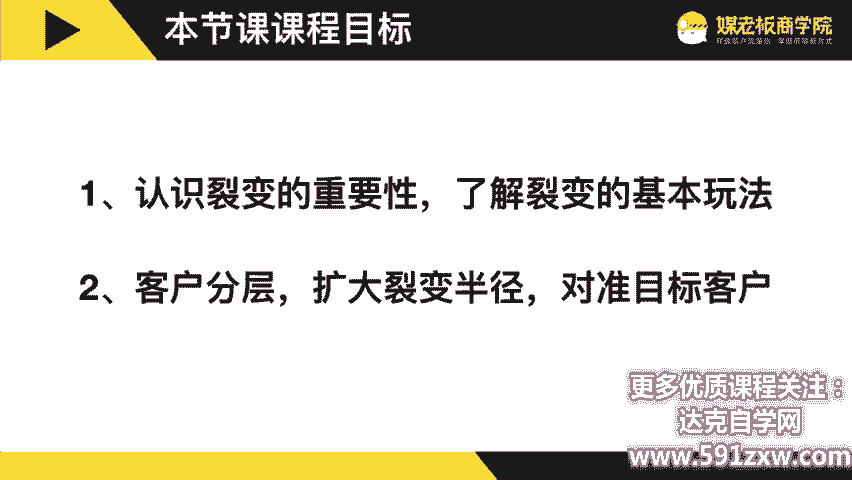 本节课课程目标
媒老板商学院
1、认识裂变的重要性，了解裂变的基本玩法
2、客户分层，扩大裂变半径，对准目标客户
更多优质课程关注：
达克自学网
www.591zxw.com